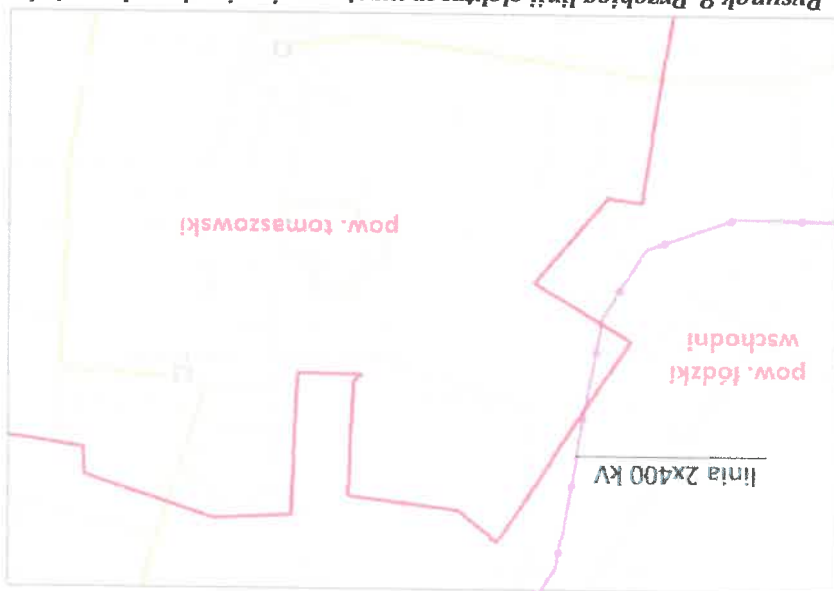 linia 2x400 kV
pow. łódzki
wschodni
pow. tomaszowski
Rysunek 8. Przebieg linii